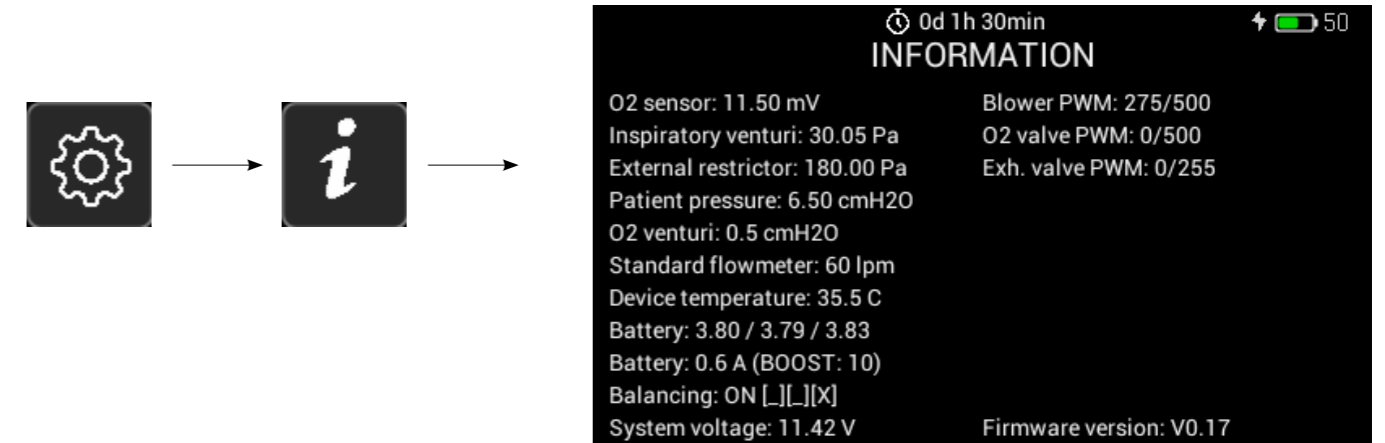 0d 1h 30min
50
INFORMATION
O2 sensor: 11.50 mV
Inspiratory venturi: 30.05 Pa
External restrictor: 180.00 Pa
Patient pressure: 6.50 cmH2O
O2 venturi: 0.5 cmH2O
Standard flowmeter: 60 lpm
Device temperature: 35.5 C
Battery: 3.80 / 3.79 / 3.83
Battery: 0.6 A (BOOST: 10)
Balancing: ON [_][_][X]
System voltage: 11.42 V
Blower PWM: 275/500
O2 valve PWM: 0/500
Exh. valve PWM: 0/255
Firmware version: V0.17